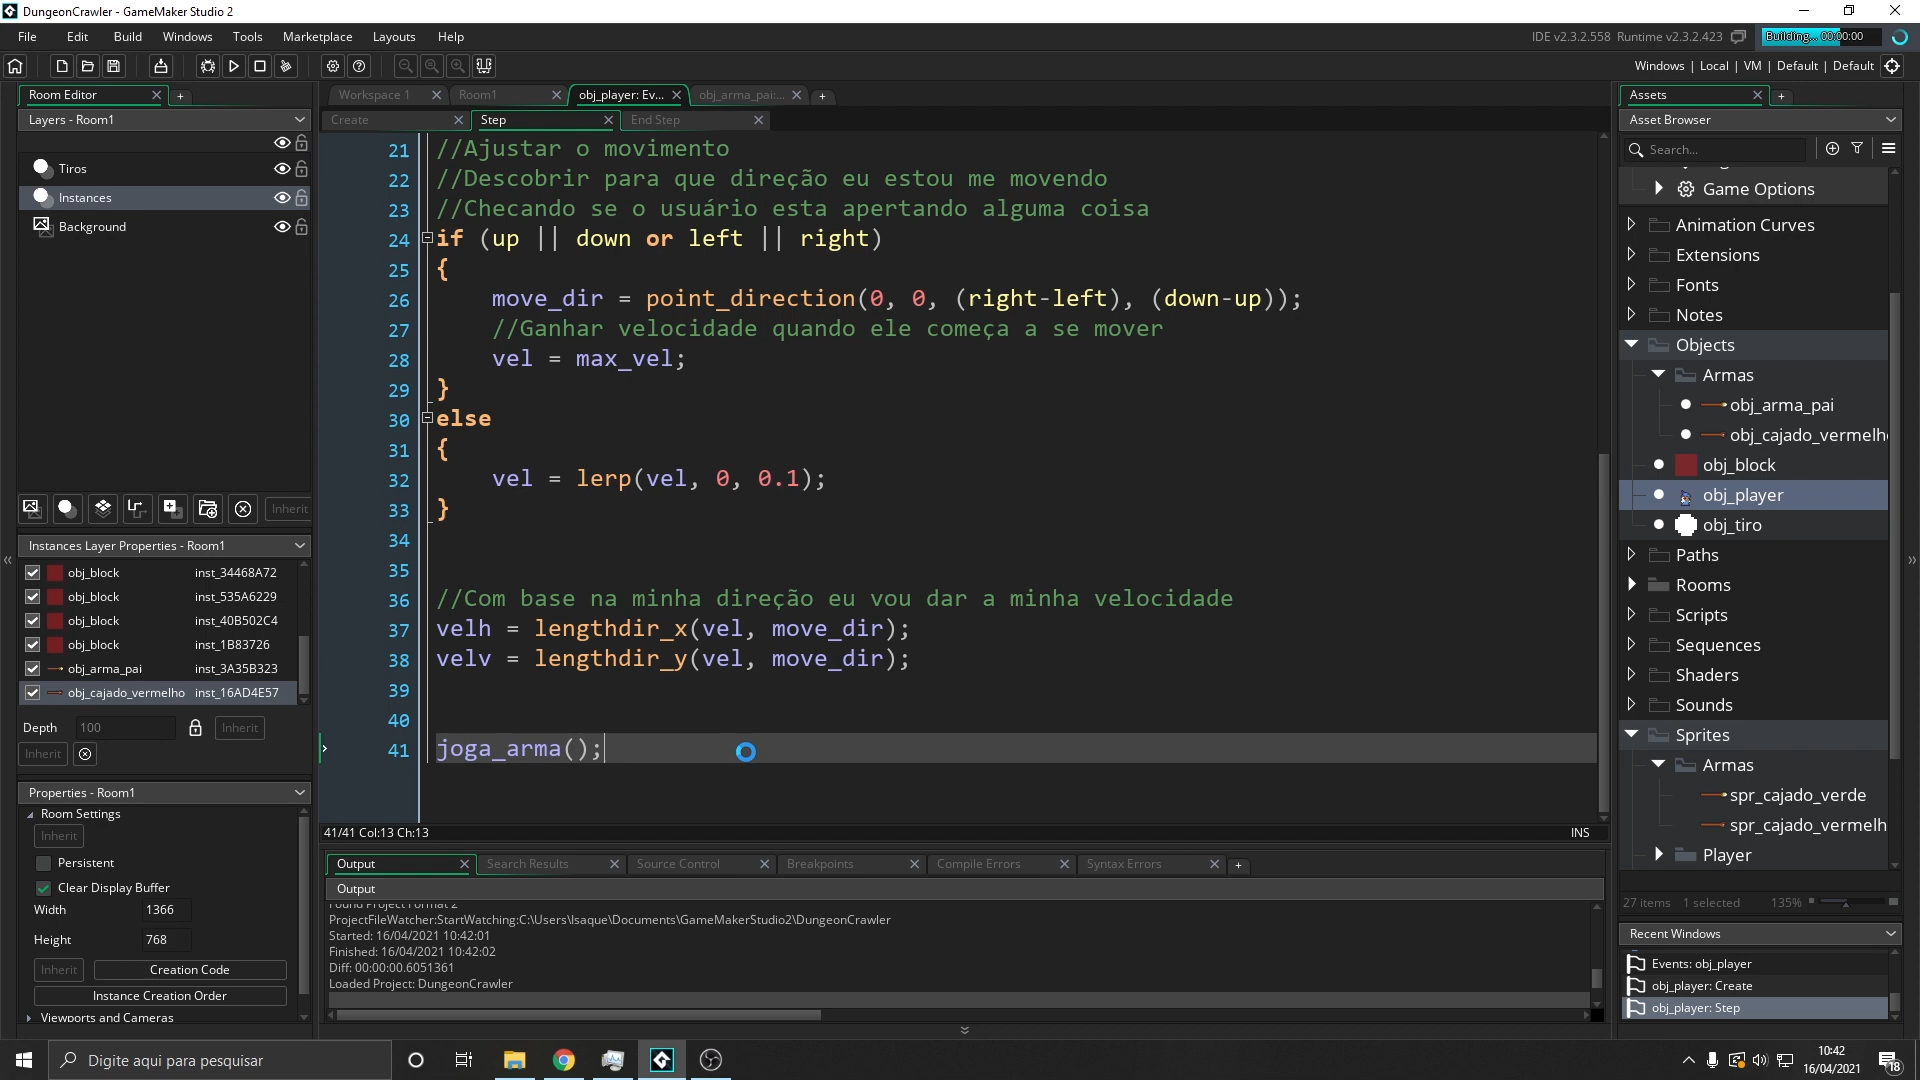 DungeonCrawler - GameMaker Studio 2
File Edit Build Windows Tools Marketplace Layouts Help
IDE v2.3.2.558 Runtime v2.3.2.423
Building... 00:00:00
Windows | Local | VM | Default | Default
Room Editor
Layers - Room1
Tiros
Instances
Background
Inherit
Instances Layer Properties - Room1
obj_block inst_34468A72
obj_block inst_535A6229
obj_block inst_40B502C4
obj_block inst_1B83726
obj_arma_pai inst_3A35B323
obj_cajado_vermelho inst_16AD4E57
Depth 100 Inherit
Inherit
Properties - Room1
Room Settings
Inherit
Persistent
Clear Display Buffer
Width 1366
Height 768
Inherit Creation Code
Instance Creation Order
Viewports and Cameras
Workspace 1 Room1 obj_player: Ev... obj_arma_pai:...
Create Step End Step
21 //Ajustar o movimento
22 //Descobrir para que direção eu estou me movendo
23 //Checando se o usuário esta apertando alguma coisa
24 if (up || down or left || right)
25 {
26 move_dir = point_direction(0, 0, (right-left), (down-up));
27 //Ganhar velocidade quando ele começa a se mover
28 vel = max_vel;
29 }
30 else
31 {
32 vel = lerp(vel, 0, 0.1);
33 }
34
35
36 //Com base na minha direção eu vou dar a minha velocidade
37 velh = lengthdir_x(vel, move_dir);
38 velv = lengthdir_y(vel, move_dir);
39
40
41 joga_arma();
41/41 Col:13 Ch:13 INS
Output Search Results Source Control Breakpoints Compile Errors Syntax Errors
Output
Found Project Format 2
ProjectFileWatcher:StartWatching:C:\Users\Isaque\Documents\GameMakerStudio2\DungeonCrawler
Started: 16/04/2021 10:42:01
Finished: 16/04/2021 10:42:02
Diff: 00:00:00.6051361
Loaded Project: DungeonCrawler
Assets
Asset Browser
Search...
Game Options
Animation Curves
Extensions
Fonts
Notes
Objects
Armas
obj_arma_pai
obj_cajado_vermelh
obj_block
obj_player
obj_tiro
Paths
Rooms
Scripts
Sequences
Shaders
Sounds
Sprites
Armas
spr_cajado_verde
spr_cajado_vermelh
Player
27 items 1 selected 135%
Recent Windows
Events: obj_player
obj_player: Create
obj_player: Step
Digite aqui para pesquisar
10:42
16/04/2021
18